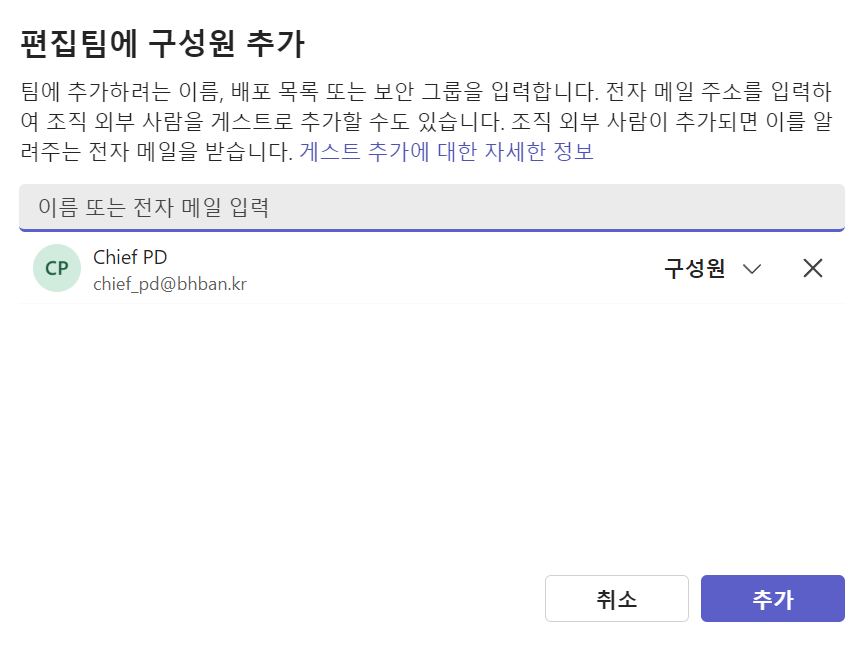 편집팀에 구성원 추가
팀에 추가하려는 이름, 배포 목록 또는 보안 그룹을 입력합니다. 전자 메일 주소를 입력하
여 조직 외부 사람을 게스트로 추가할 수도 있습니다. 조직 외부 사람이 추가되면 이를 알
려주는 전자 메일을 받습니다. 게스트 추가에 대한 자세한 정보
이름 또는 전자 메일 입력
CP
Chief PD
chief_pd@bhban.kr
구성원
취소
추가